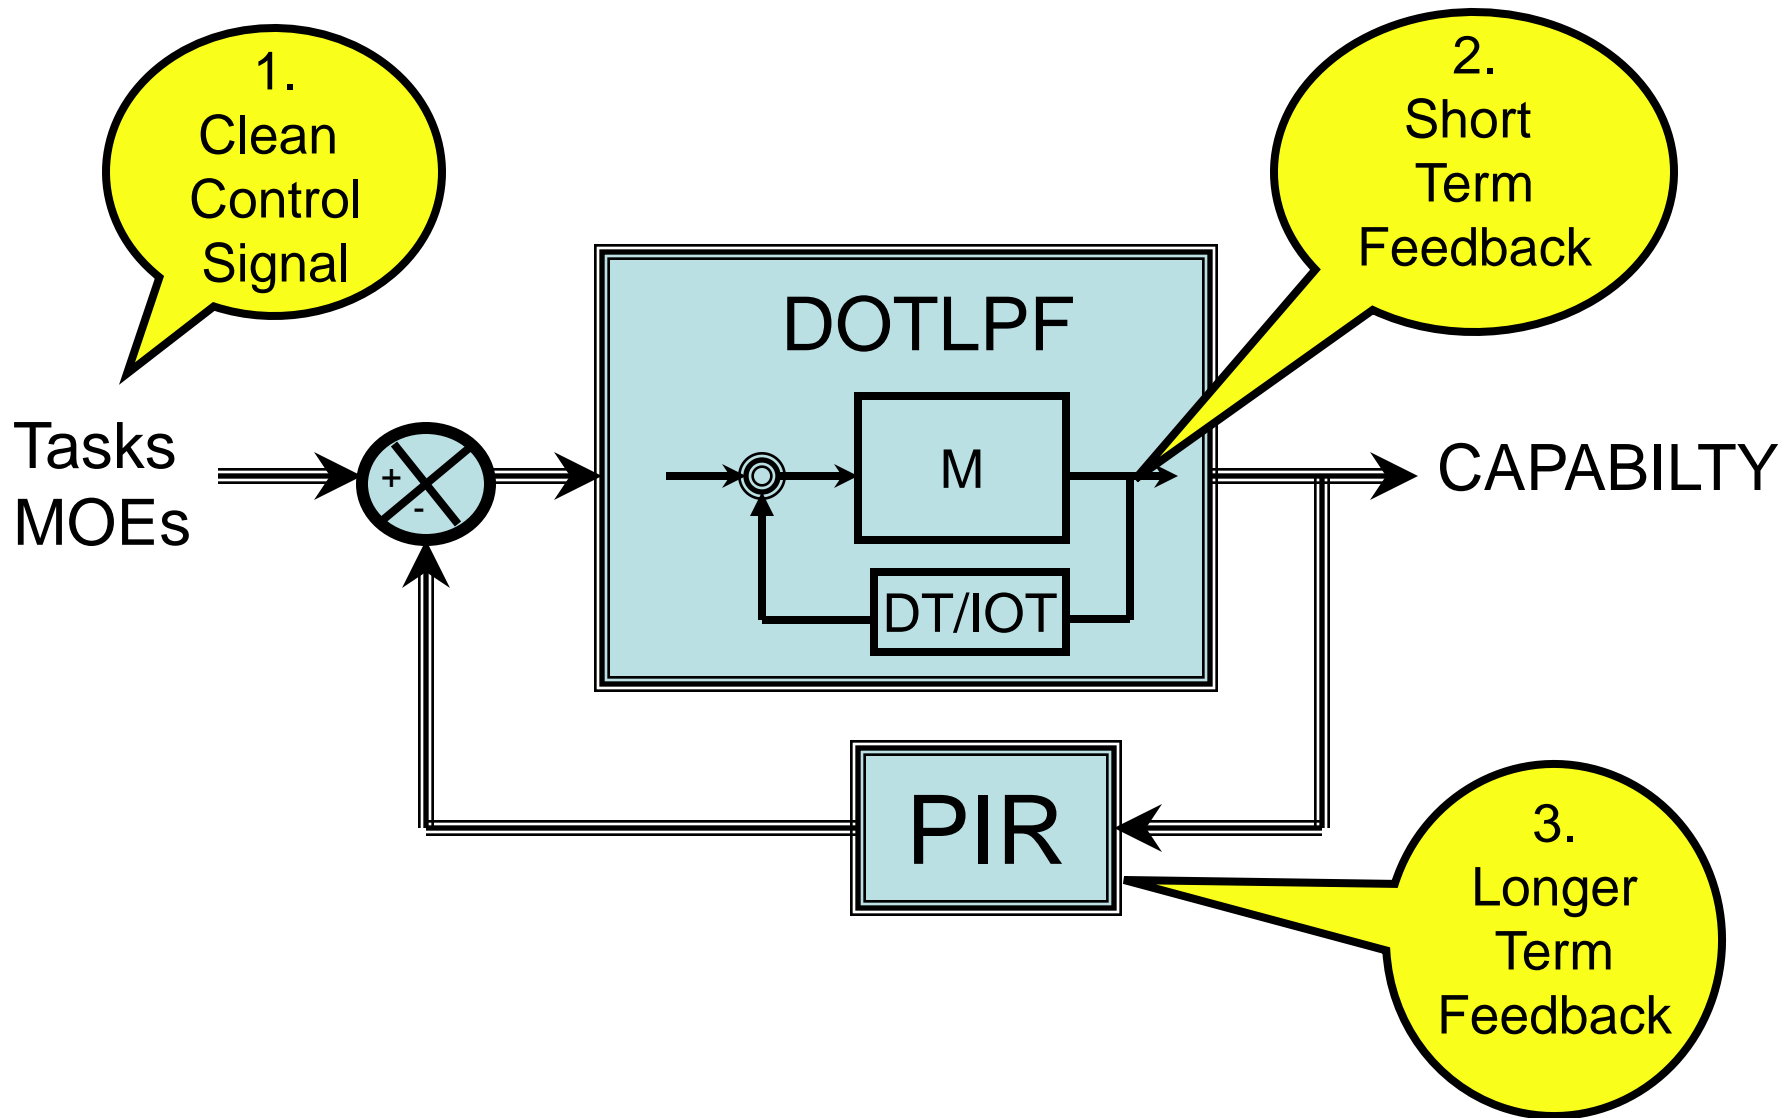 1.
Clean
Control
Signal
2.
Short
Term
Feedback
DOTLPF
Tasks
MOEs
+
-
M
CAPABILTY
DT/IOT
PIR
3.
Longer
Term
Feedback